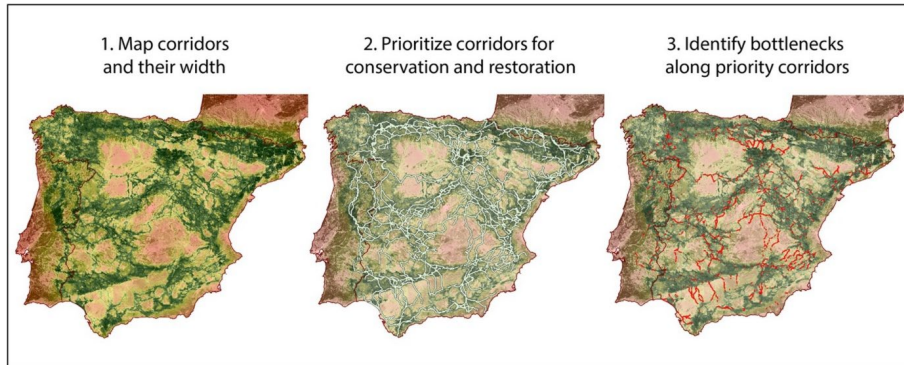 1. Map corridors
and their width
2. Prioritize corridors for
conservation and restoration
3. Identify bottlenecks
along priority corridors